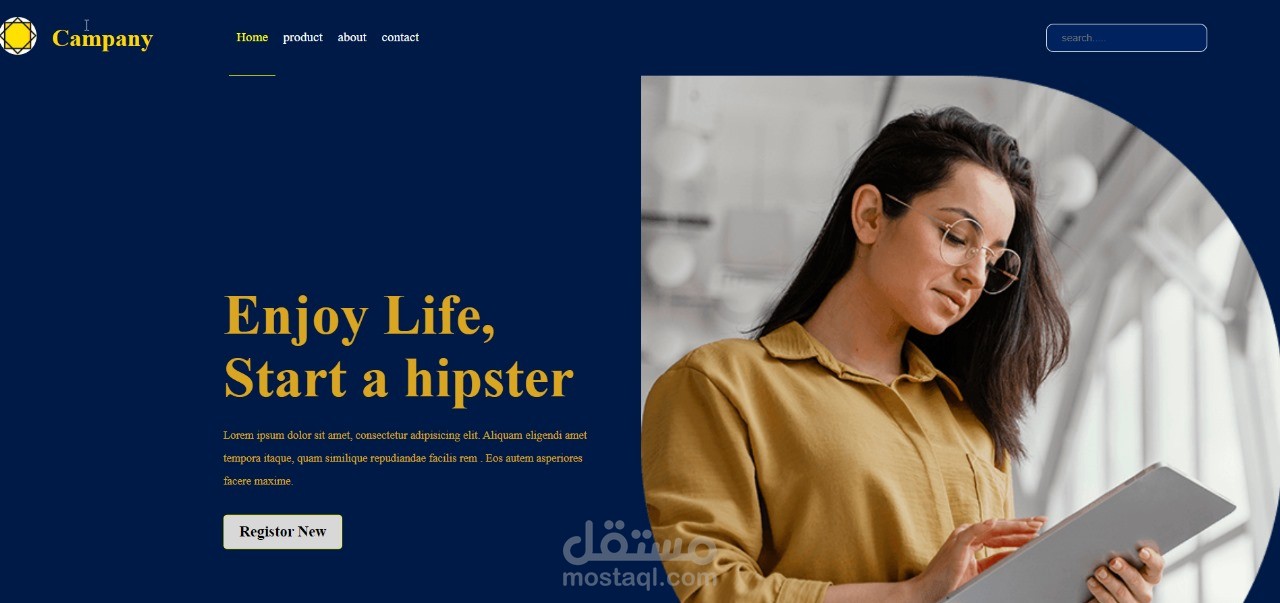 Campany
Home product about contact
search.....
Enjoy Life,
Start a hipster
Lorem ipsum dolor sit amet, consectetur adipisicing elit. Aliquam eligendi amet
tempora itaque, quam similique repudiandae facilis rem . Eos autem asperiores
facere maxime.
Registor New
مستقل
mostaql.com